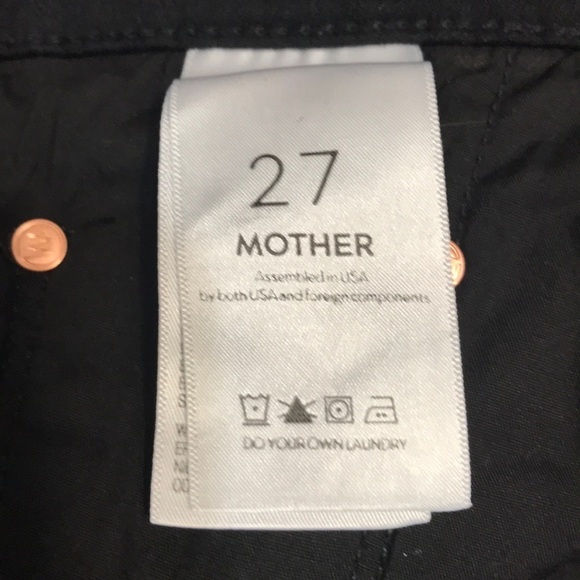 27
MOTHER
Assembled in USA
by both USA and foreign components
DO YOUR OWN LAUNDRY
M